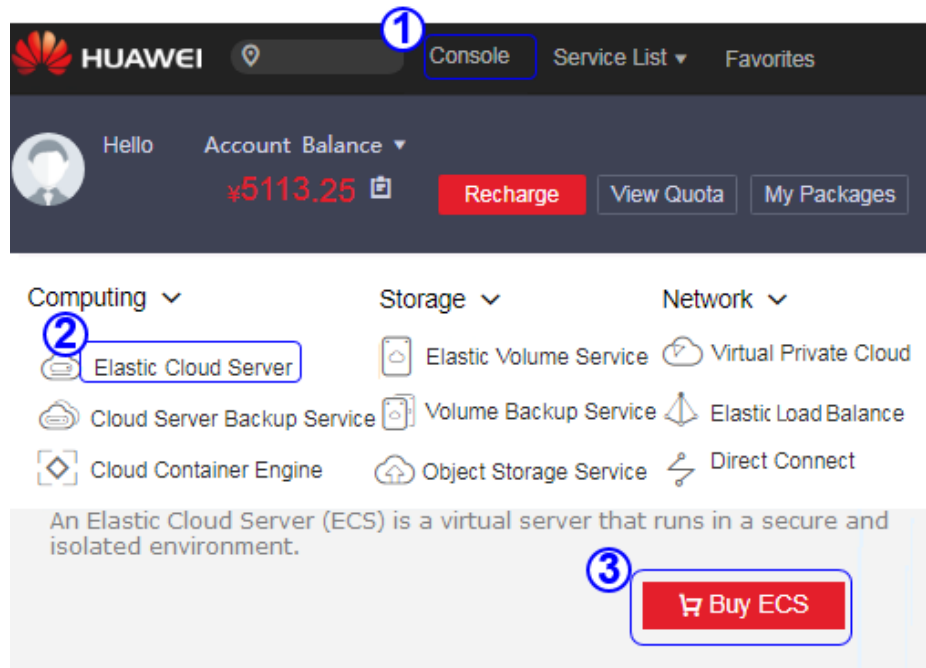 1
HUAWEI Console Service List Favorites
Hello Account Balance
¥5113.25 Recharge View Quota My Packages
Computing Storage Network
2
Elastic Cloud Server Elastic Volume Service Virtual Private Cloud
Cloud Server Backup Service Volume Backup Service Elastic Load Balance
Cloud Container Engine Object Storage Service Direct Connect
An Elastic Cloud Server (ECS) is a virtual server that runs in a secure and
isolated environment.
3
Buy ECS